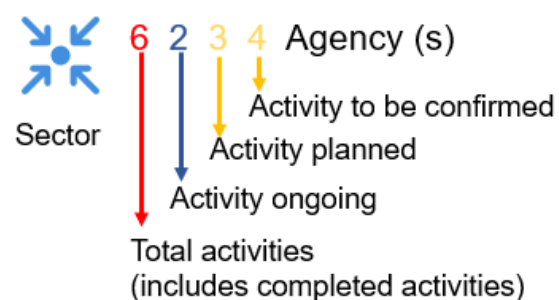 6 2 3 4 Agency (s)
Activity to be confirmed
Sector
Activity planned
Activity ongoing
Total activities
(includes completed activities)